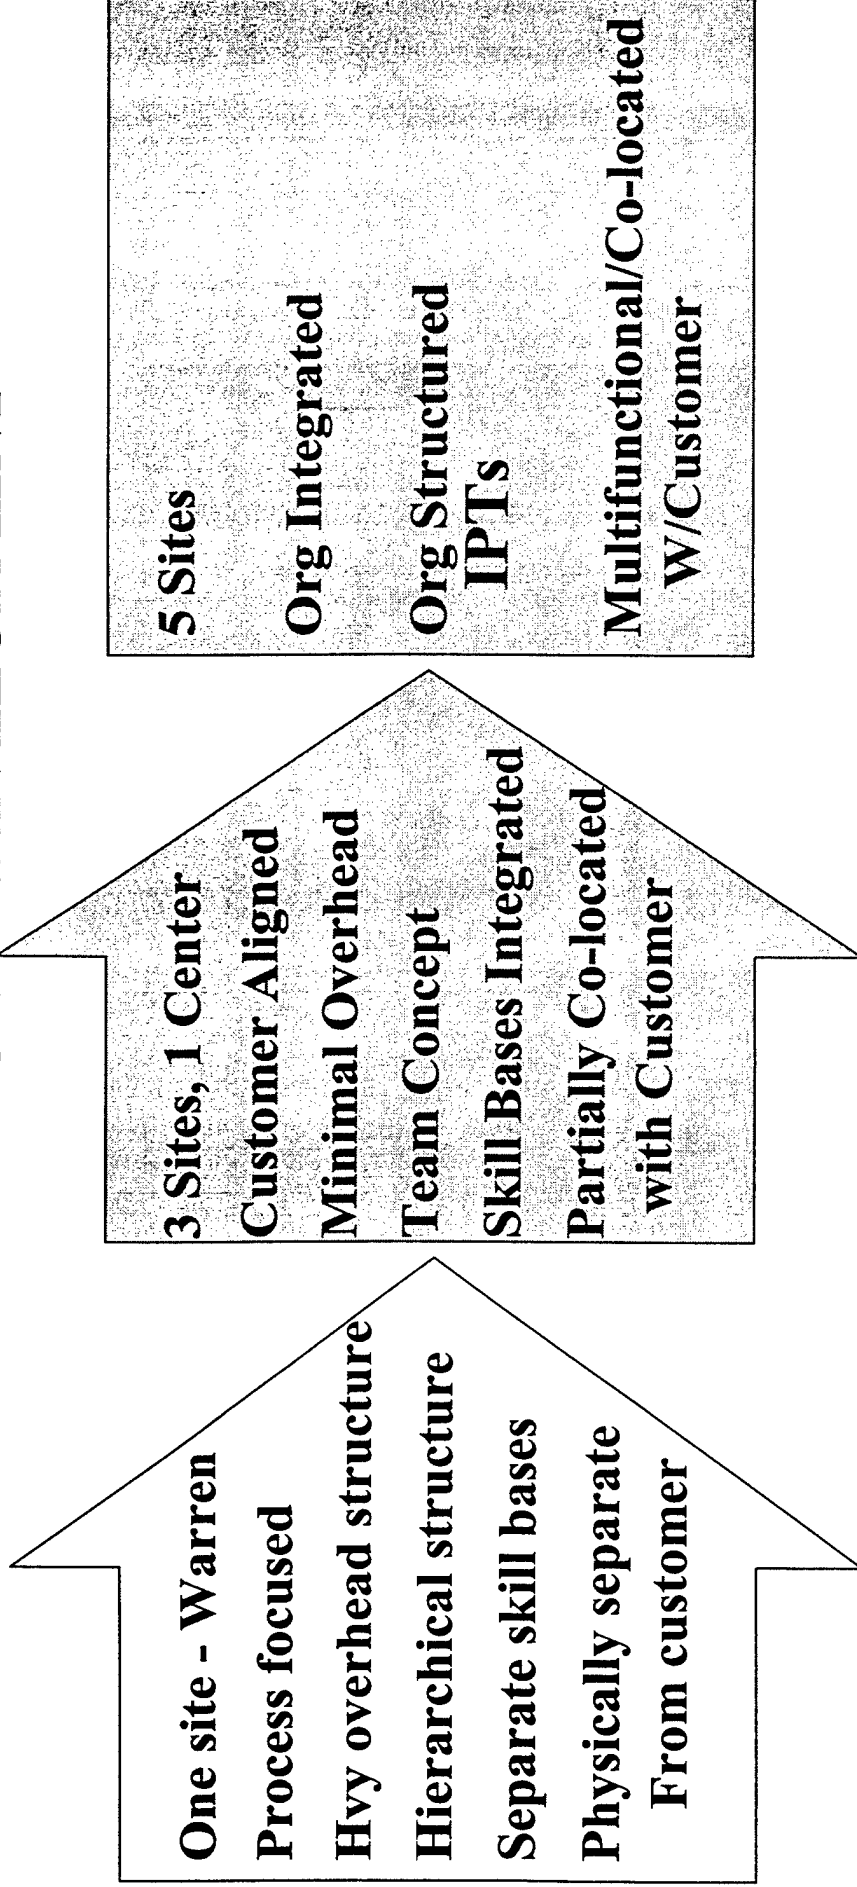 One site - Warren
Process focused
Hvy overhead structure
Hierarchical structure
Separate skill bases
Physically separate
From customer
3 Sites, 1 Center
Customer Aligned
Minimal Overhead
Team Concept
Skill Bases Integrated
Partially Co-located
with Customer
5 Sites
Org Integrated
Org Structured
IPTs
Multifunctional/Co-located
W/Customer